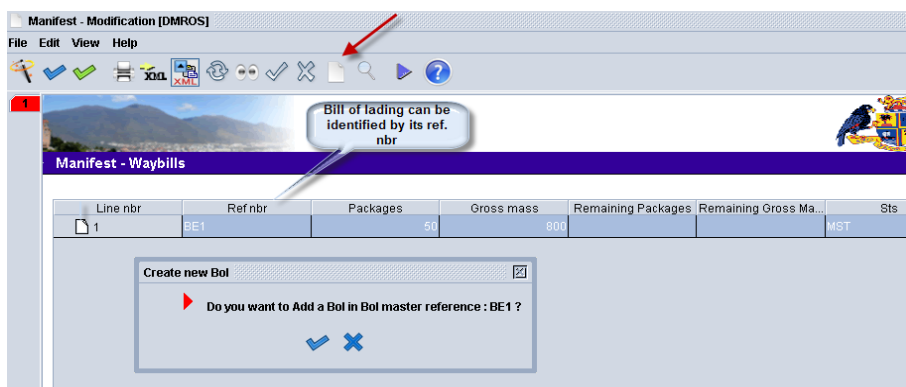 Manifest - Modification [DMROS]
File Edit View Help
XML
XML
1
Bill of lading can be
identified by its ref.
nbr
Manifest - Waybills
Line nbr Ref nbr Packages Gross mass Remaining Packages Remaining Gross Ma... Sts
1 BE1 50 800 MST
Create new Bol
Do you want to Add a Bol in Bol master reference : BE1 ?